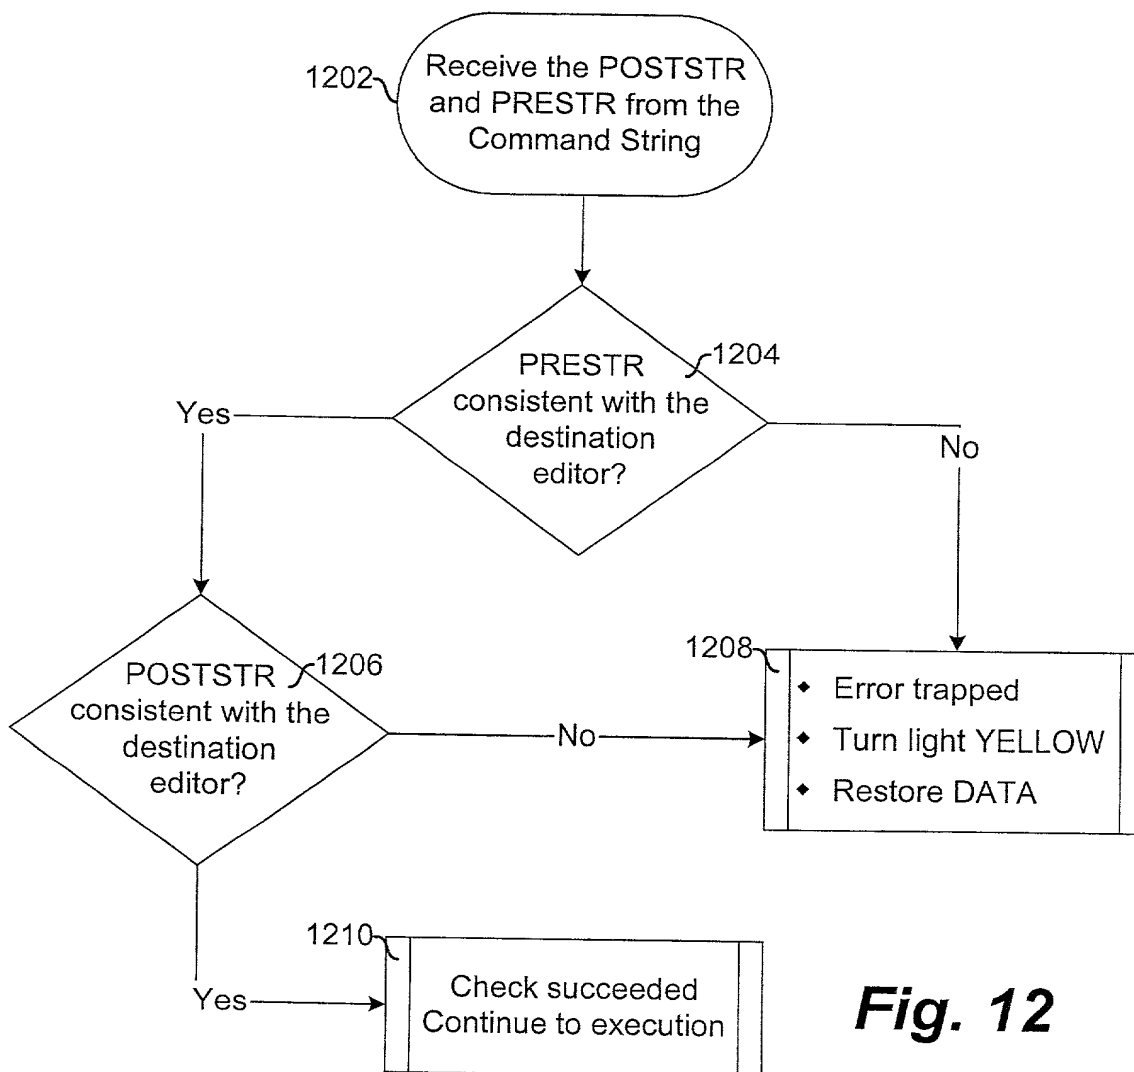 1202
Receive the POSTSTR
and PRESTR from the
Command String
1204
PRESTR
consistent with the
destination
editor?
Yes
No
1206
POSTSTR
consistent with the
destination
editor?
No
1208
◆ Error trapped
◆ Turn light YELLOW
◆ Restore DATA
Yes
1210
Check succeeded
Continue to execution
Fig. 12